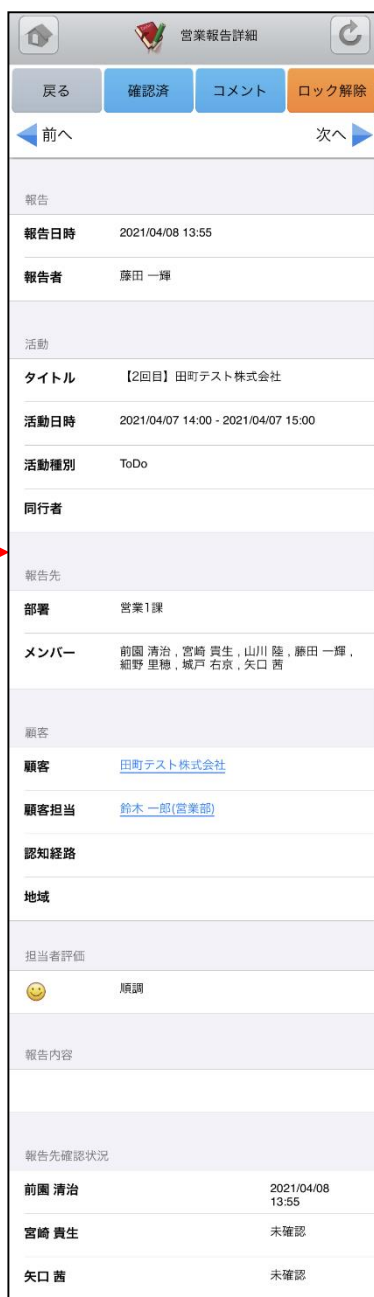 営業報告詳細
戻る 確認済 コメント ロック解除
前へ 次へ
報告
報告日時 2021/04/08 13:55
報告者 藤田 一輝
活動
タイトル 【2回目】田町テスト株式会社
活動日時 2021/04/07 14:00 - 2021/04/07 15:00
活動種別 ToDo
同行者
報告先
部署 営業1課
メンバー 前園 清治 , 宮崎 貴生 , 山川 陸 , 藤田 一輝 ,
細野 里穂 , 城戸 右京 , 矢口 茜
顧客
顧客 田町テスト株式会社
顧客担当 鈴木 一郎(営業部)
認知経路
地域
担当者評価
順調
報告内容
報告先確認状況
前園 清治 2021/04/08
13:55
宮崎 貴生 未確認
矢口 茜 未確認